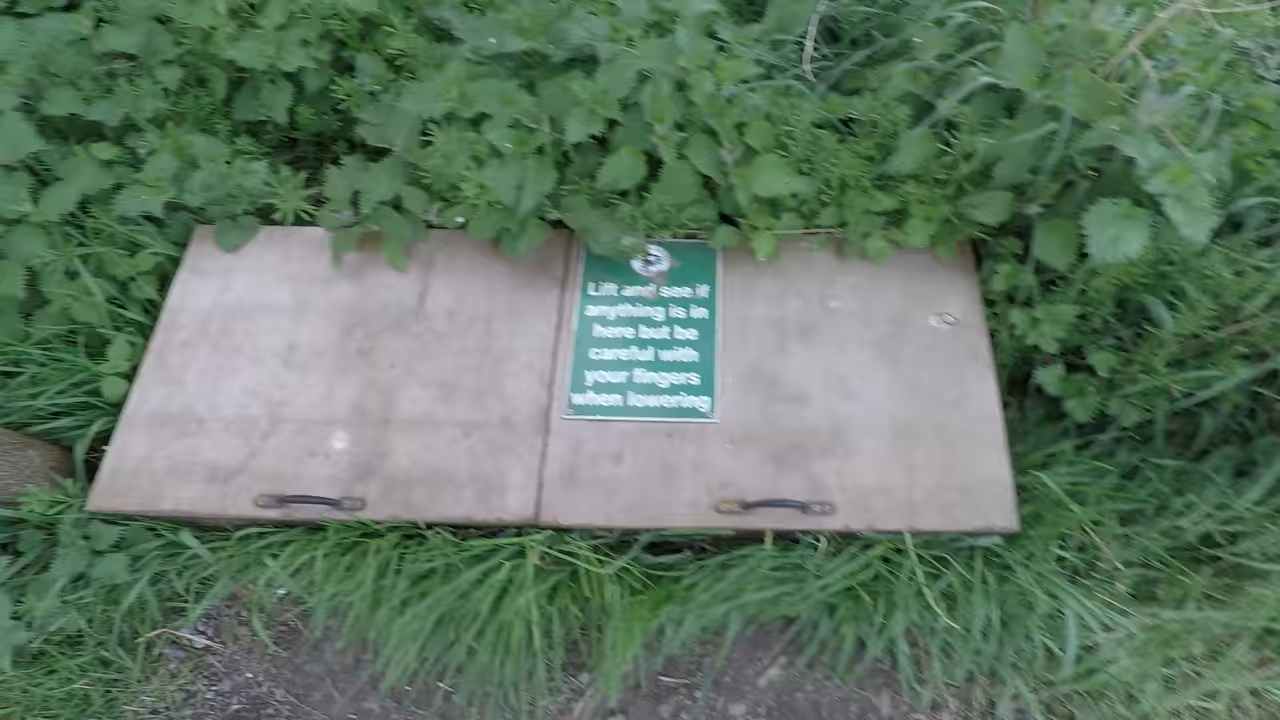 Lift and see if
anything is in
here but be
careful with
your fingers
when lowering